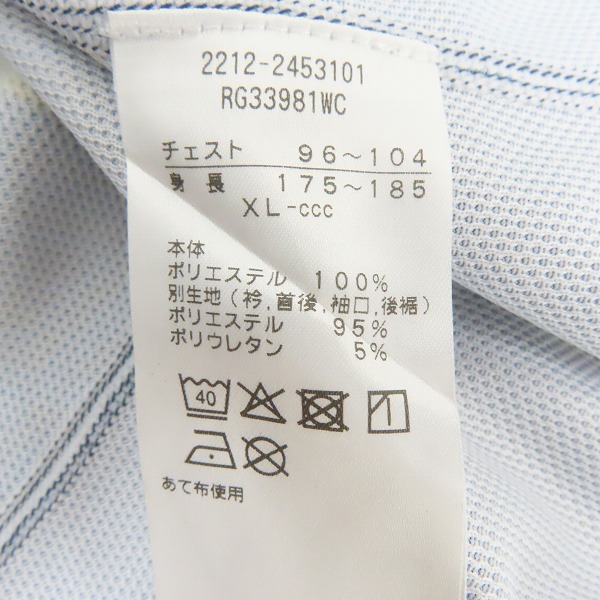 2212-2453101
RG33981WC
チェスト 96～104
身長 175～185
XL-ccc
本体
ポリエステル 100%
別生地(衿,首後,袖口,後裾)
ポリエステル 95%
ポリウレタン 5%
40
あて布使用